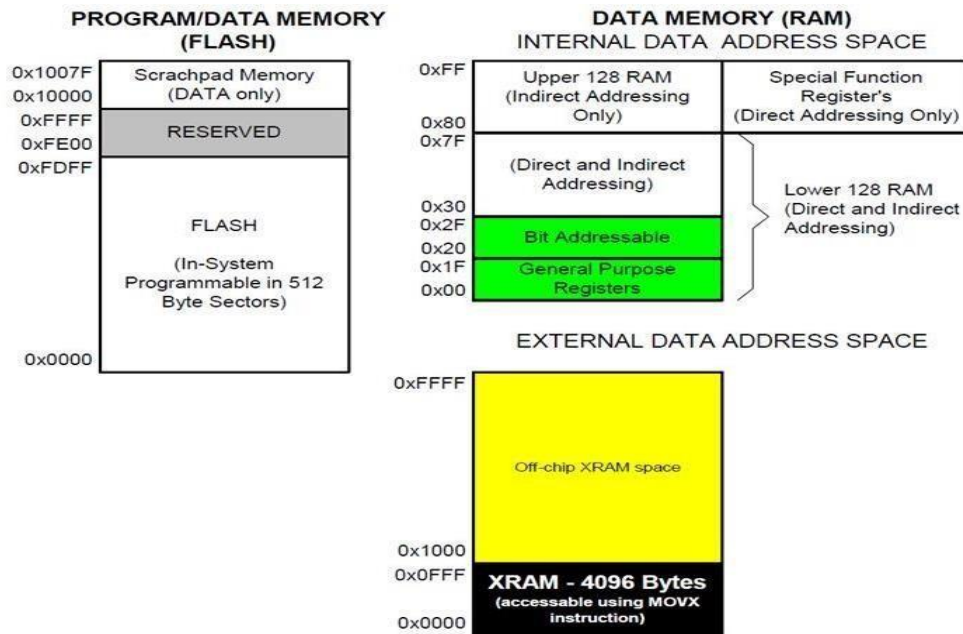 PROGRAM/DATA MEMORY
(FLASH)
0x1007F
Scrachpad Memory
0x10000
(DATA only)
0xFFFF
RESERVED
0xFE00
0xFDFF
FLASH
(In-System
Programmable in 512
Byte Sectors)
0x0000
DATA MEMORY (RAM)
INTERNAL DATA ADDRESS SPACE
0xFF
Upper 128 RAM
(Indirect Addressing
Only)
Special Function
Register's
(Direct Addressing Only)
0x80
0x7F
(Direct and Indirect
Addressing)
Lower 128 RAM
(Direct and Indirect
Addressing)
0x30
0x2F
Bit Addressable
0x20
0x1F
General Purpose
Registers
0x00
EXTERNAL DATA ADDRESS SPACE
0xFFFF
Off-chip XRAM space
0x1000
0x0FFF
XRAM - 4096 Bytes
(accessable using MOVX
instruction)
0x0000